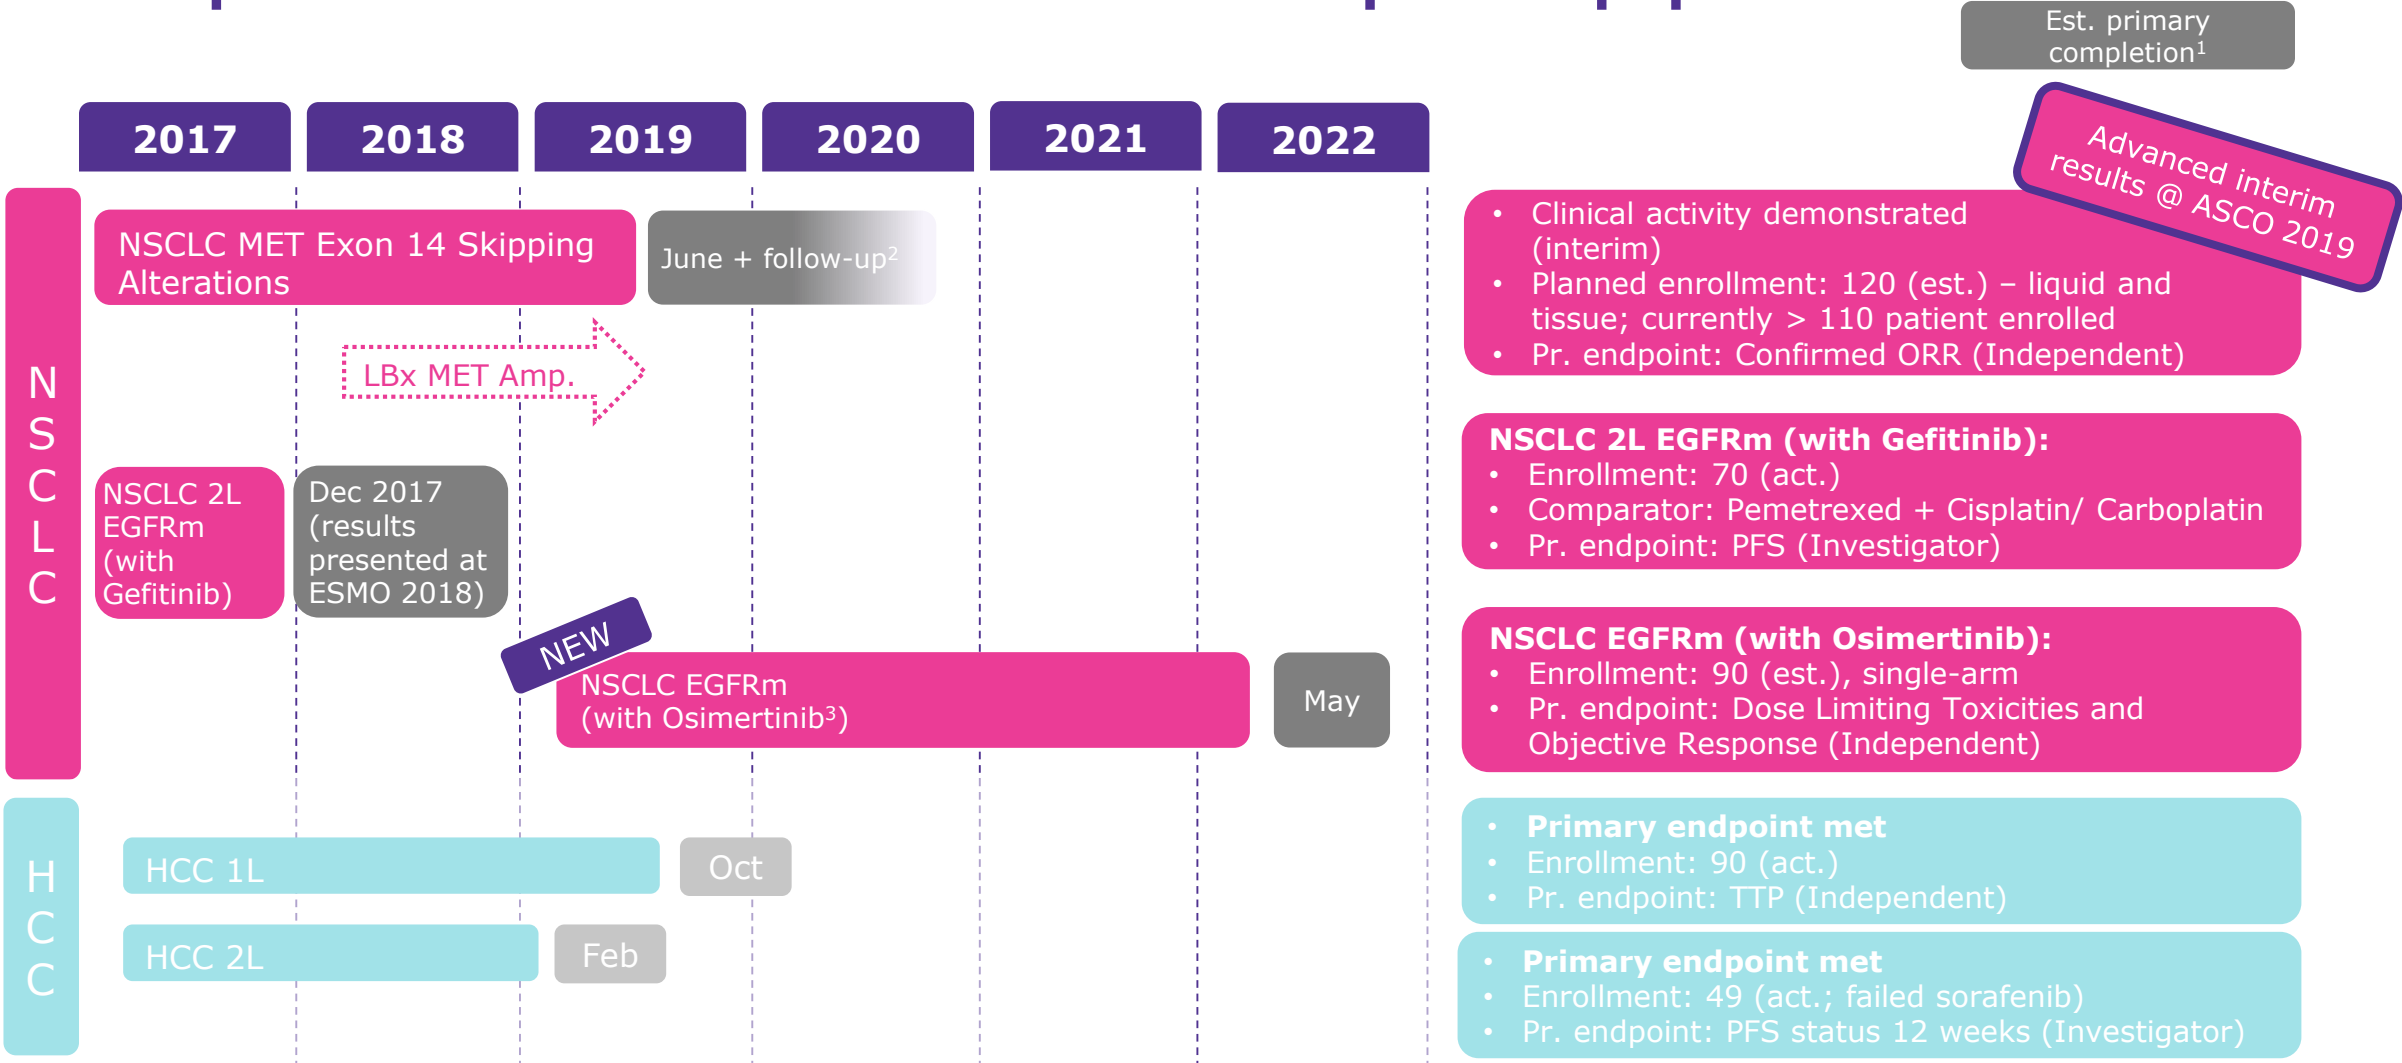 Est. primary
completion1
Advanced interim
results @ ASCO 2019
2017
2018
2019
2020
2021
2022
NSCLC
NSCLC MET Exon 14 Skipping
Alterations
June + follow-up2
LBx MET Amp.
• Clinical activity demonstrated
(interim)
• Planned enrollment: 120 (est.) – liquid and
tissue; currently > 110 patient enrolled
• Pr. endpoint: Confirmed ORR (Independent)
NSCLC 2L
EGFRm
(with
Gefitinib)
Dec 2017
(results
presented at
ESMO 2018)
NSCLC 2L EGFRm (with Gefitinib):
• Enrollment: 70 (act.)
• Comparator: Pemetrexed + Cisplatin/ Carboplatin
• Pr. endpoint: PFS (Investigator)
NEW
NSCLC EGFRm
(with Osimertinib3)
May
NSCLC EGFRm (with Osimertinib):
• Enrollment: 90 (est.), single-arm
• Pr. endpoint: Dose Limiting Toxicities and
Objective Response (Independent)
HCC
HCC 1L
Oct
• Primary endpoint met
• Enrollment: 90 (act.)
• Pr. endpoint: TTP (Independent)
HCC 2L
Feb
• Primary endpoint met
• Enrollment: 49 (act.; failed sorafenib)
• Pr. endpoint: PFS status 12 weeks (Investigator)